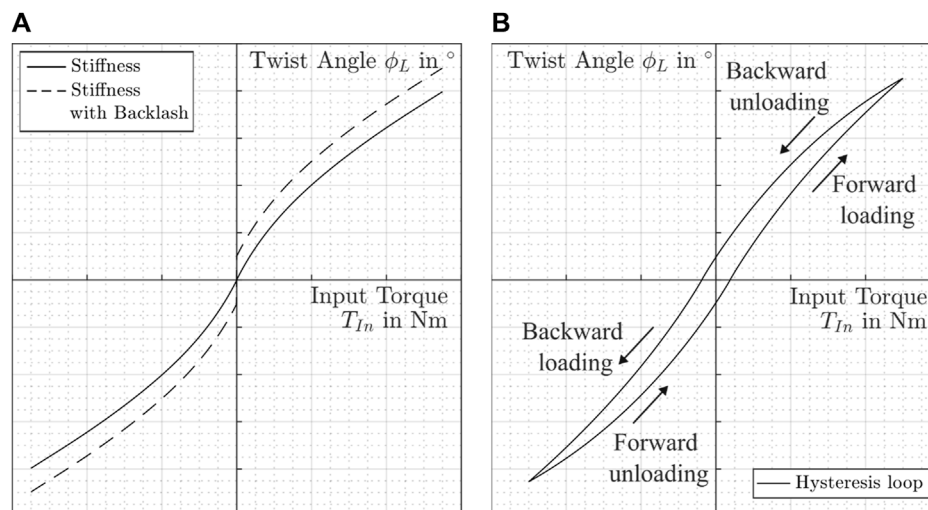 A
Stiffness
Stiffness
with Backlash
Twist Angle ϕ_L in °
Input Torque
T_In in Nm
B
Twist Angle ϕ_L in °
Backward
unloading
Forward
loading
Input Torque
T_In in Nm
Backward
loading
Forward
unloading
Hysteresis loop